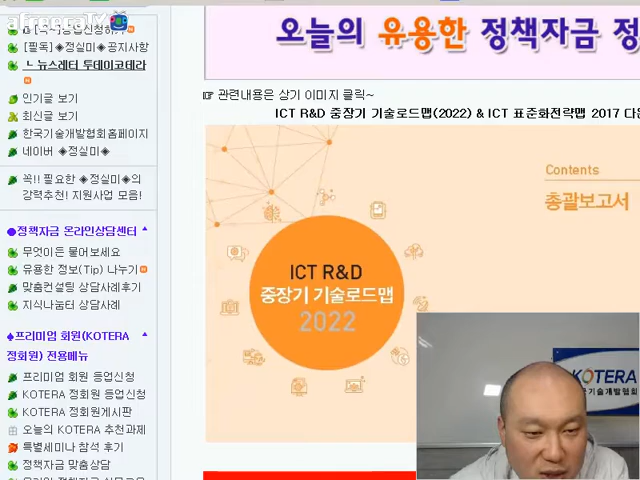 afreecaTV
[필독]◈정실미◈공지사항
┗ 뉴스레터 투데이코테라
인기글 보기
최신글 보기
한국기술개발협회홈페이지
네이버 ◈정실미◈
꼭!! 필요한 ◈정실미◈의
강력추천! 지원사업 모음!
●정책자금 온라인상담센터
무엇이든 물어보세요
유용한 정보(Tip) 나누기
맞춤컨설팅 상담사례후기
지식나눔터 상담사례
♠프리미엄 회원(KOTERA
정회원) 전용메뉴
프리미엄 회원 등업신청
KOTERA 정회원 등업신청
KOTERA 정회원게시판
오늘의 KOTERA 추천과제
특별세미나 참석 후기
정책자금 맞춤상담
오늘의 유용한 정책자금 정
☞ 관련내용은 상기 이미지 클릭~
ICT R&D 중장기 기술로드맵(2022) & ICT 표준화전략맵 2017 다운
Contents
총괄보고서
ICT R&D
중장기 기술로드맵
2022
KOTERA
국기술개발협회